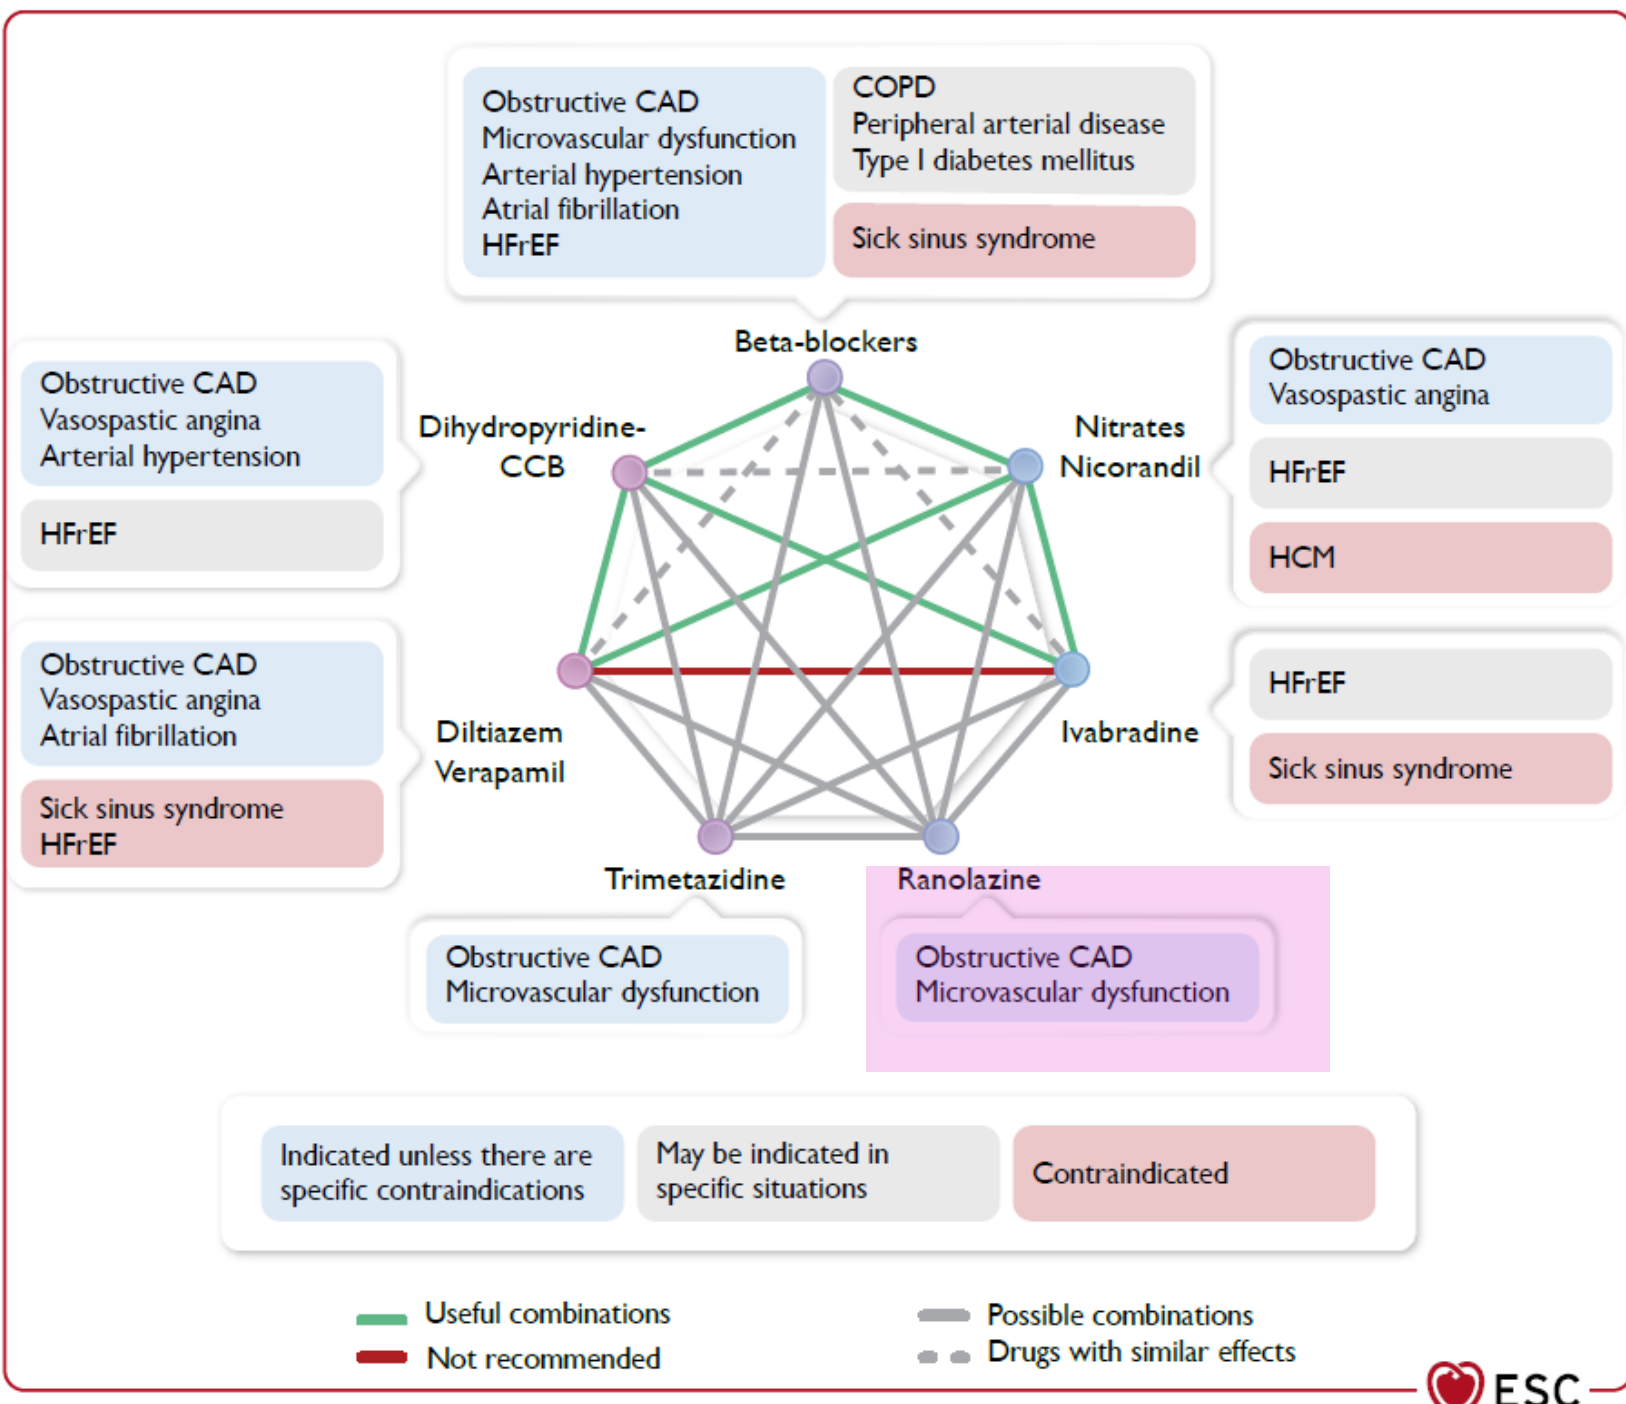 Obstructive CAD
Microvascular dysfunction
Arterial hypertension
Atrial fibrillation
HFrEF
COPD
Peripheral arterial disease
Type I diabetes mellitus
Sick sinus syndrome
Beta-blockers
Obstructive CAD
Vasospastic angina
Arterial hypertension
HFrEF
Dihydropyridine-
CCB
Nitrates
Nicorandil
Obstructive CAD
Vasospastic angina
HFrEF
HCM
Obstructive CAD
Vasospastic angina
Atrial fibrillation
Sick sinus syndrome
HFrEF
Diltiazem
Verapamil
Ivabradine
HFrEF
Sick sinus syndrome
Trimetazidine
Obstructive CAD
Microvascular dysfunction
Ranolazine
Obstructive CAD
Microvascular dysfunction
Indicated unless there are
specific contraindications
May be indicated in
specific situations
Contraindicated
Useful combinations
Not recommended
Possible combinations
Drugs with similar effects
ESC